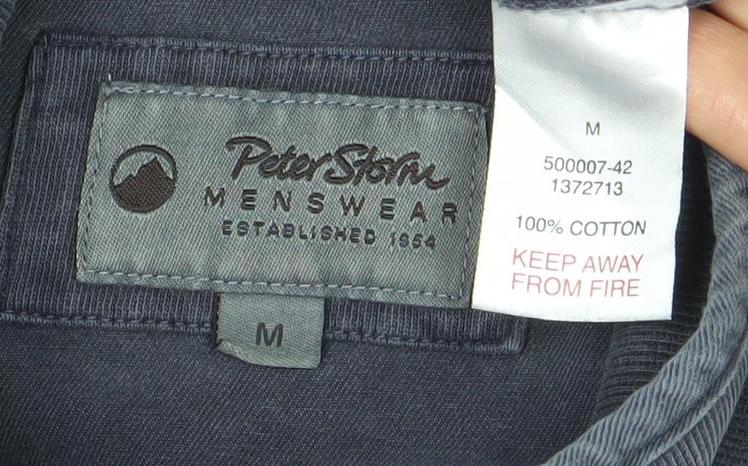 Peter Storm
MENSWEAR
ESTABLISHED 1954
M
M
500007-42
1372713
100% COTTON
KEEP AWAY
FROM FIRE